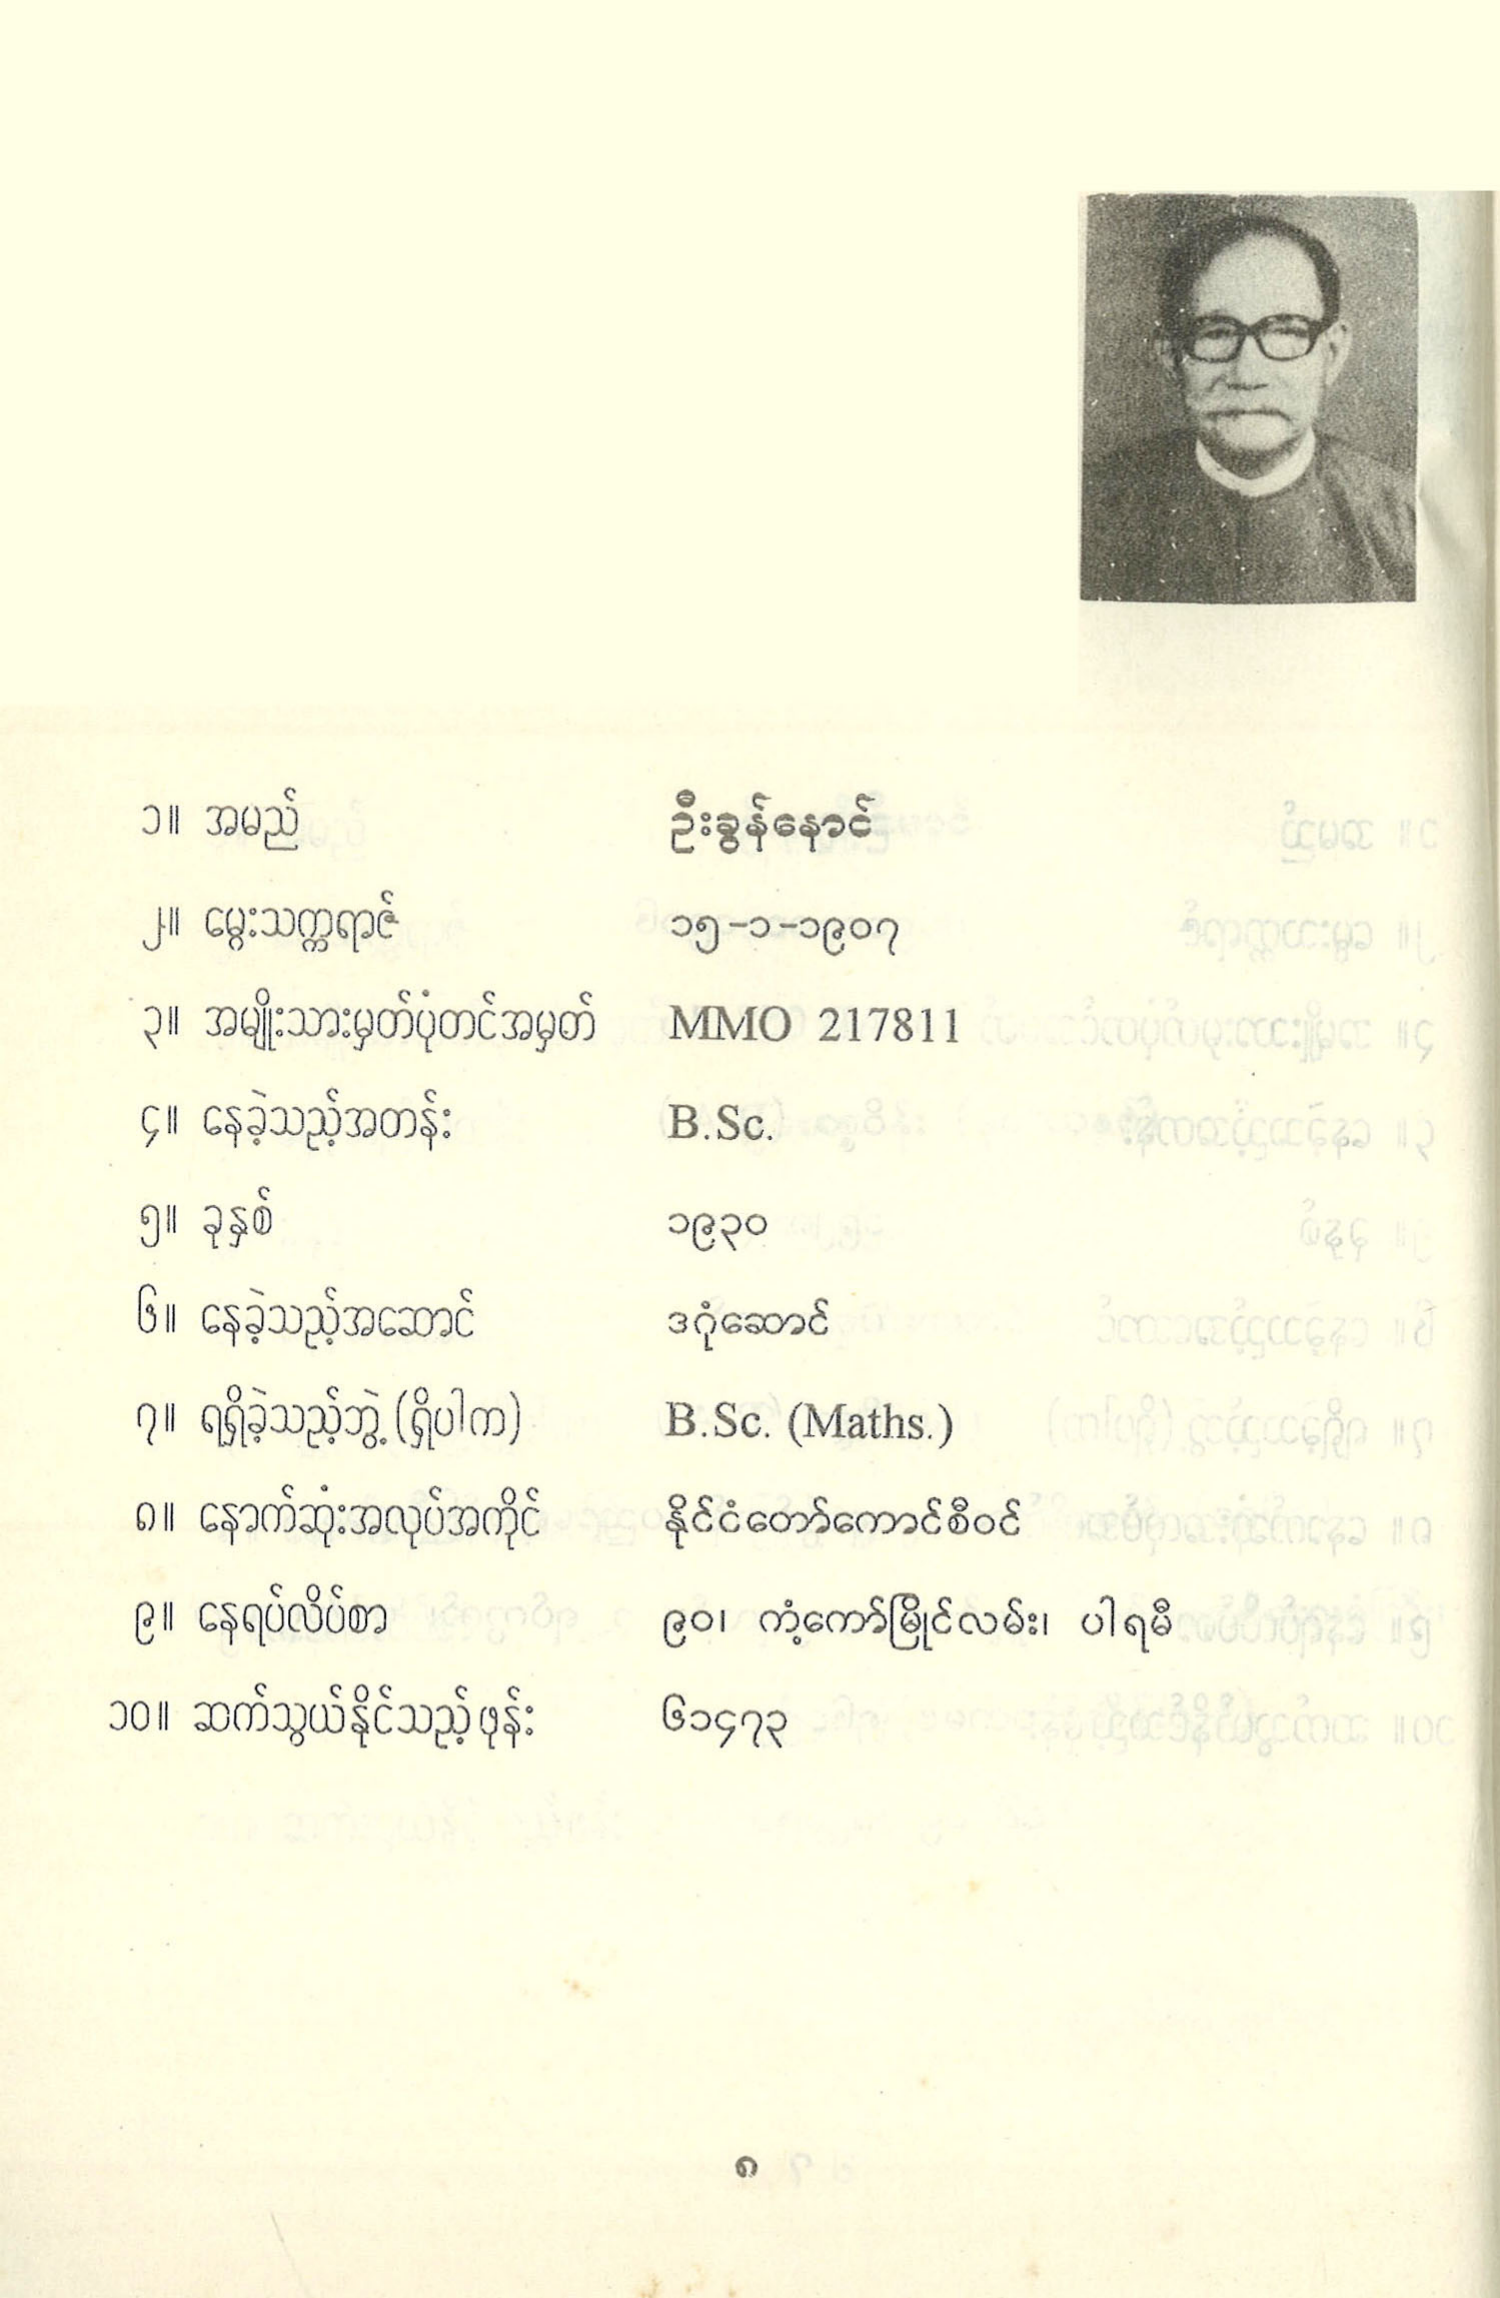 ၁။ အမည် ဦးခွန်နောင်
၂။ မွေးသက္ကရာဇ် ၁၅-၁-၁၉၀၇
၃။ အမျိုးသားမှတ်ပုံတင်အမှတ် MMO 217811
၄။ နေခဲ့သည့်အတန်း B.Sc.
၅။ ခုနှစ် ၁၉၃၀
၆။ နေခဲ့သည့်အဆောင် ဒဂုံဆောင်
၇။ ရရှိခဲ့သည့်ဘွဲ့ (ရှိပါက) B.Sc. (Maths.)
၈။ နောက်ဆုံးအလုပ်အကိုင် နိုင်ငံတော်ကောင်စီဝင်
၉။ နေရပ်လိပ်စာ ၉၀၊ ကံ့ကော်မြိုင်လမ်း၊ ပါရမီ
၁၀။ ဆက်သွယ်နိုင်သည့်ဖုန်း ၆၁၄၇၃
၈